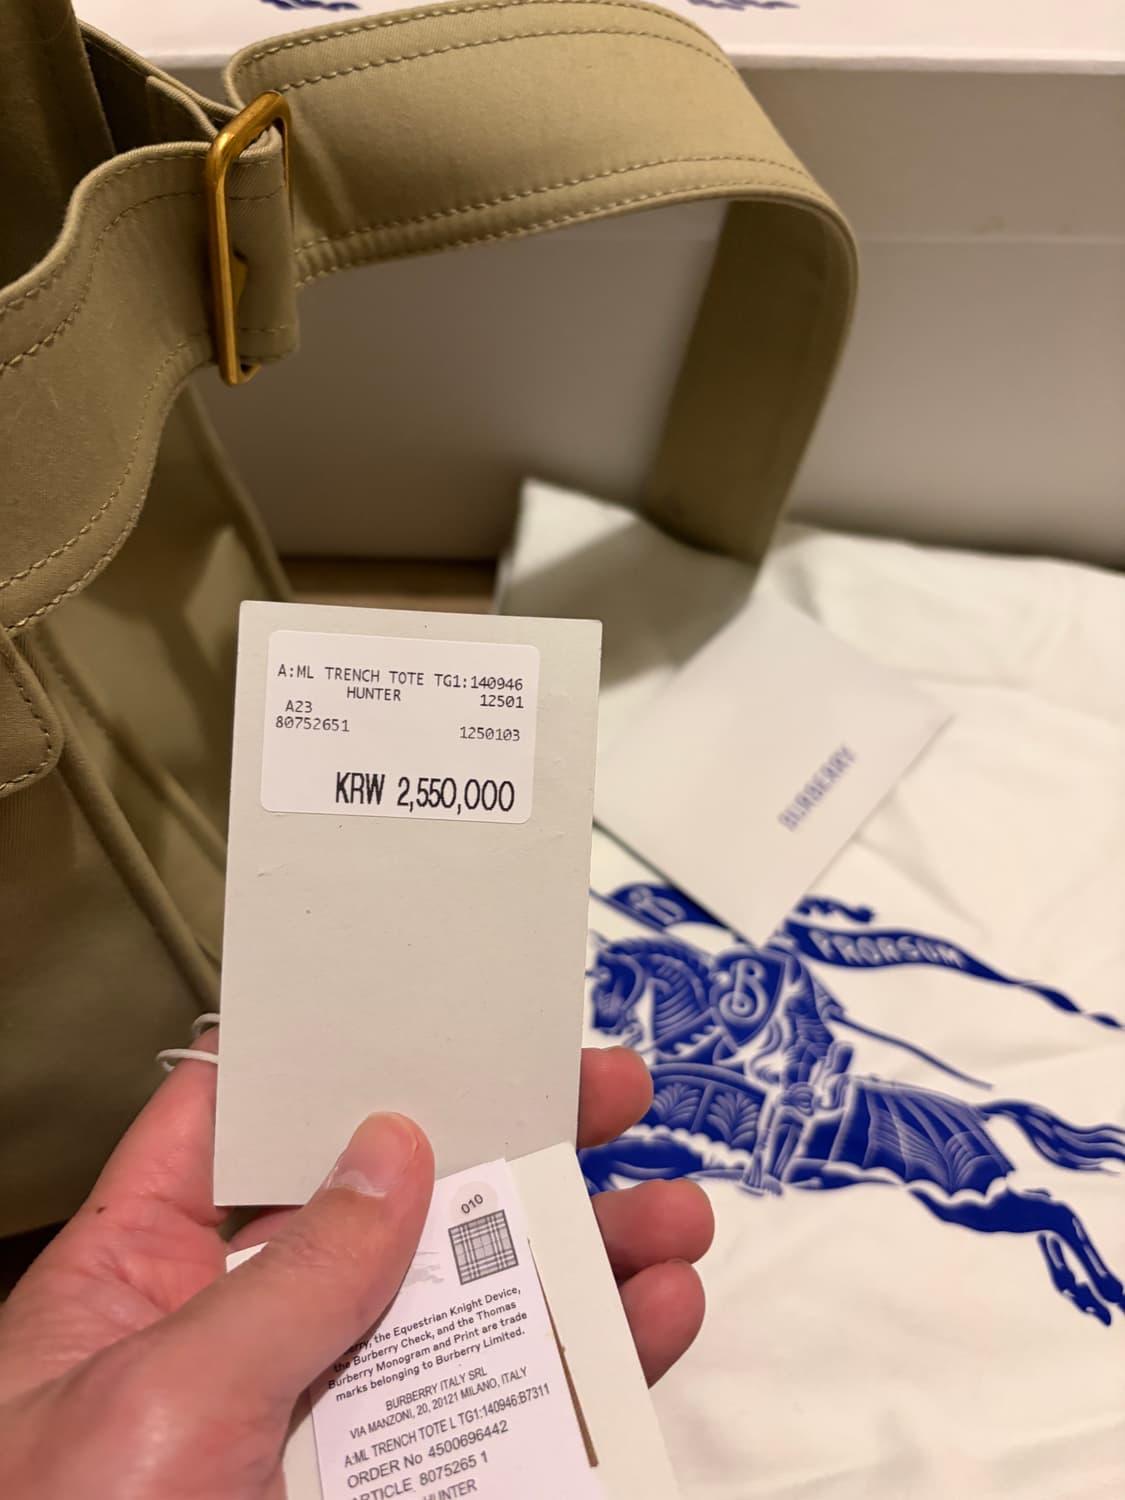 A:ML TRENCH TOTE TG1:140946
HUNTER 12501
A23
80752651 1250103
KRW 2,550,000
BURBERRY
PRORSUM
B
010
the Equestrian Knight Device,
the Burberry Check, and the Thomas
Burberry Monogram and Print are trade
marks belonging to Burberry Limited.
BURBERRY ITALY SRL
VIA MANZONI, 20, 20121 MILANO, ITALY
A:ML TRENCH TOTE L TG1:140946:B7311
ORDER No 4500696442
ARTICLE 8075265 1
HUNTER